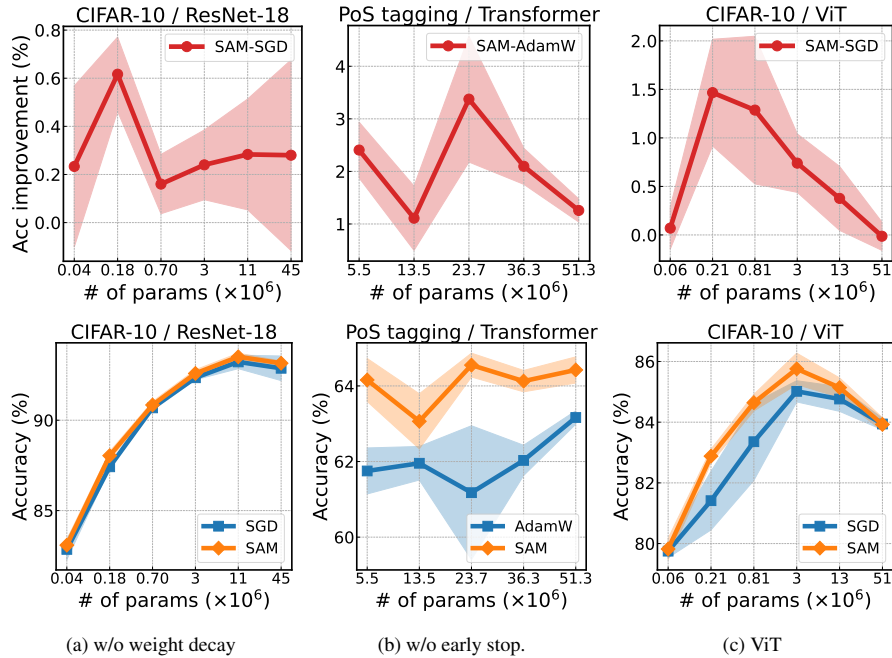 CIFAR-10 / ResNet-18
Acc improvement (%)
0.8
0.6
0.4
0.2
0.0
SAM-SGD
0.04 0.18 0.70 3 11 45
# of params (×10⁶)
PoS tagging / Transformer
4
3
2
1
SAM-AdamW
5.5 13.5 23.7 36.3 51.3
# of params (×10⁶)
CIFAR-10 / ViT
2.0
1.5
1.0
0.5
0.0
SAM-SGD
0.06 0.21 0.81 3 13 51
# of params (×10⁶)
CIFAR-10 / ResNet-18
Accuracy (%)
90
85
SGD
SAM
0.04 0.18 0.70 3 11 45
# of params (×10⁶)
(a) w/o weight decay
PoS tagging / Transformer
Accuracy (%)
64
62
60
AdamW
SAM
5.5 13.5 23.7 36.3 51.3
# of params (×10⁶)
(b) w/o early stop.
CIFAR-10 / ViT
Accuracy (%)
86
84
82
80
SGD
SAM
0.06 0.21 0.81 3 13 51
# of params (×10⁶)
(c) ViT